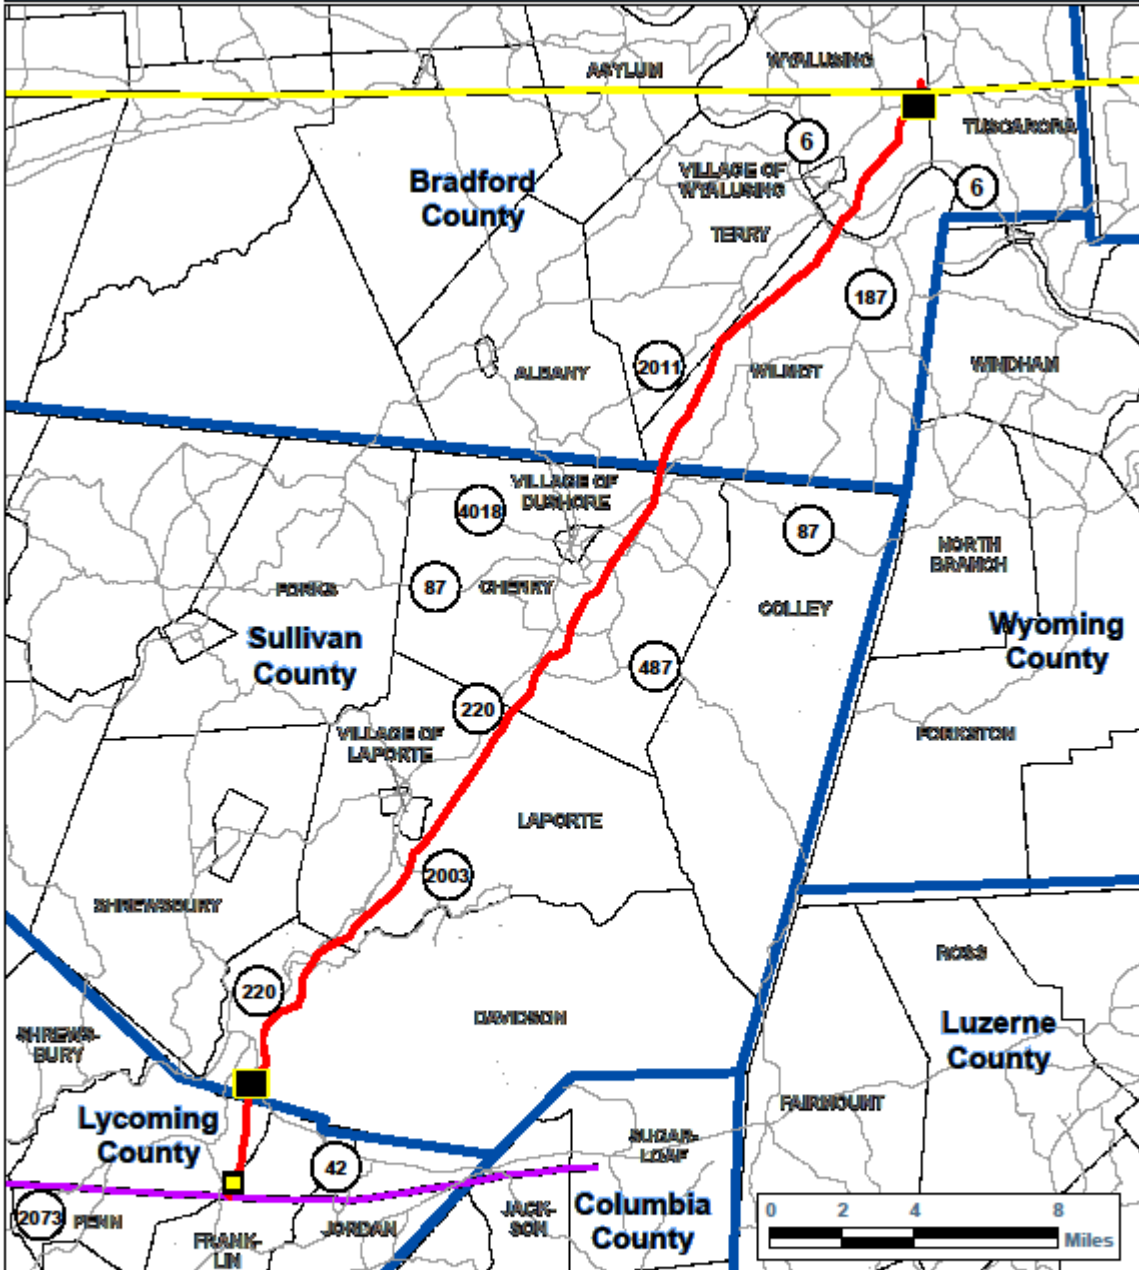 WYALUSING
ASYLUM
TUSCARORA
6
Bradford
County
VILLAGE OF
WYALUSING
6
TERRY
187
2011
ALBANY
WILMOT
WINDHAM
VILLAGE OF
DUSHORE
4018
87
NORTH
BRANCH
87
CHERRY
FORKS
COLLEY
Sullivan
County
Wyoming
County
487
220
VILLAGE OF
LAPORTE
FORKSTON
LAPORTE
2003
SHREWSBURY
ROSS
220
DAVIDSON
SHREWS-
BURY
Luzerne
County
Lycoming
County
FAIRMOUNT
SUGAR-
LOAF
42
2073
PENN
FRANK-
LIN
JORDAN
JACK-
SON
Columbia
County
0 2 4 8
Miles